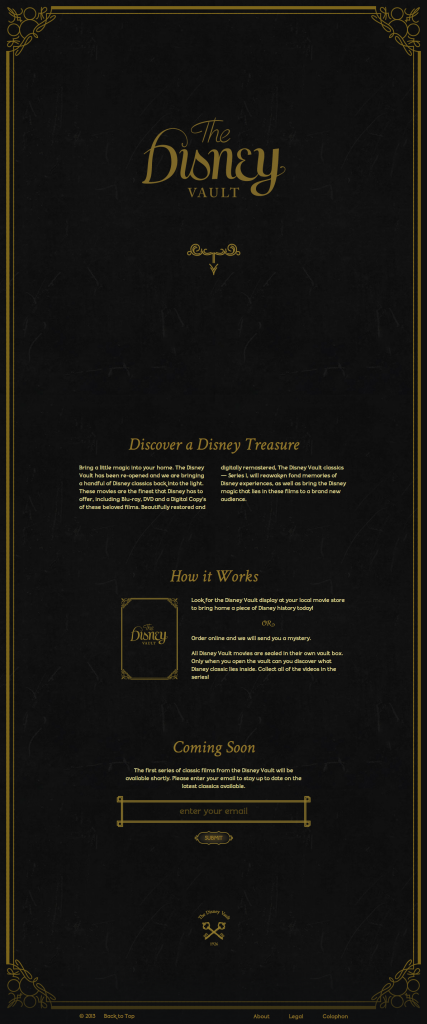 The
Disney
VAULT
Discover a Disney Treasure
Bring a little magic into your home. The Disney
Vault has been re-opened and we are bringing
a handful of Disney classics back into the light.
These movies are the finest that Disney has to
offer, including Blu-ray, DVD and a Digital Copy's
of these beloved films. Beautifully restored and
digitally remastered, The Disney Vault classics
— Series 1, will reawaken fond memories of
Disney experiences, as well as bring the Disney
magic that lies in these films to a brand new
audience.
How it Works
The
Disney
VAULT
Look for the Disney Vault display at your local movie store
to bring home a piece of Disney history today!
OR,
Order online and we will send you a mystery.
All Disney Vault movies are sealed in their own vault box.
Only when you open the vault can you discover what
Disney classic lies inside. Collect all of the videos in the
series!
Coming Soon
The first series of classic films from the Disney Vault will be
available shortly. Please enter your email to stay up to date on the
latest classics available.
enter your email
SUBMIT
The Disney Vault
© 2013
Back to Top
About
Legal
Colophon